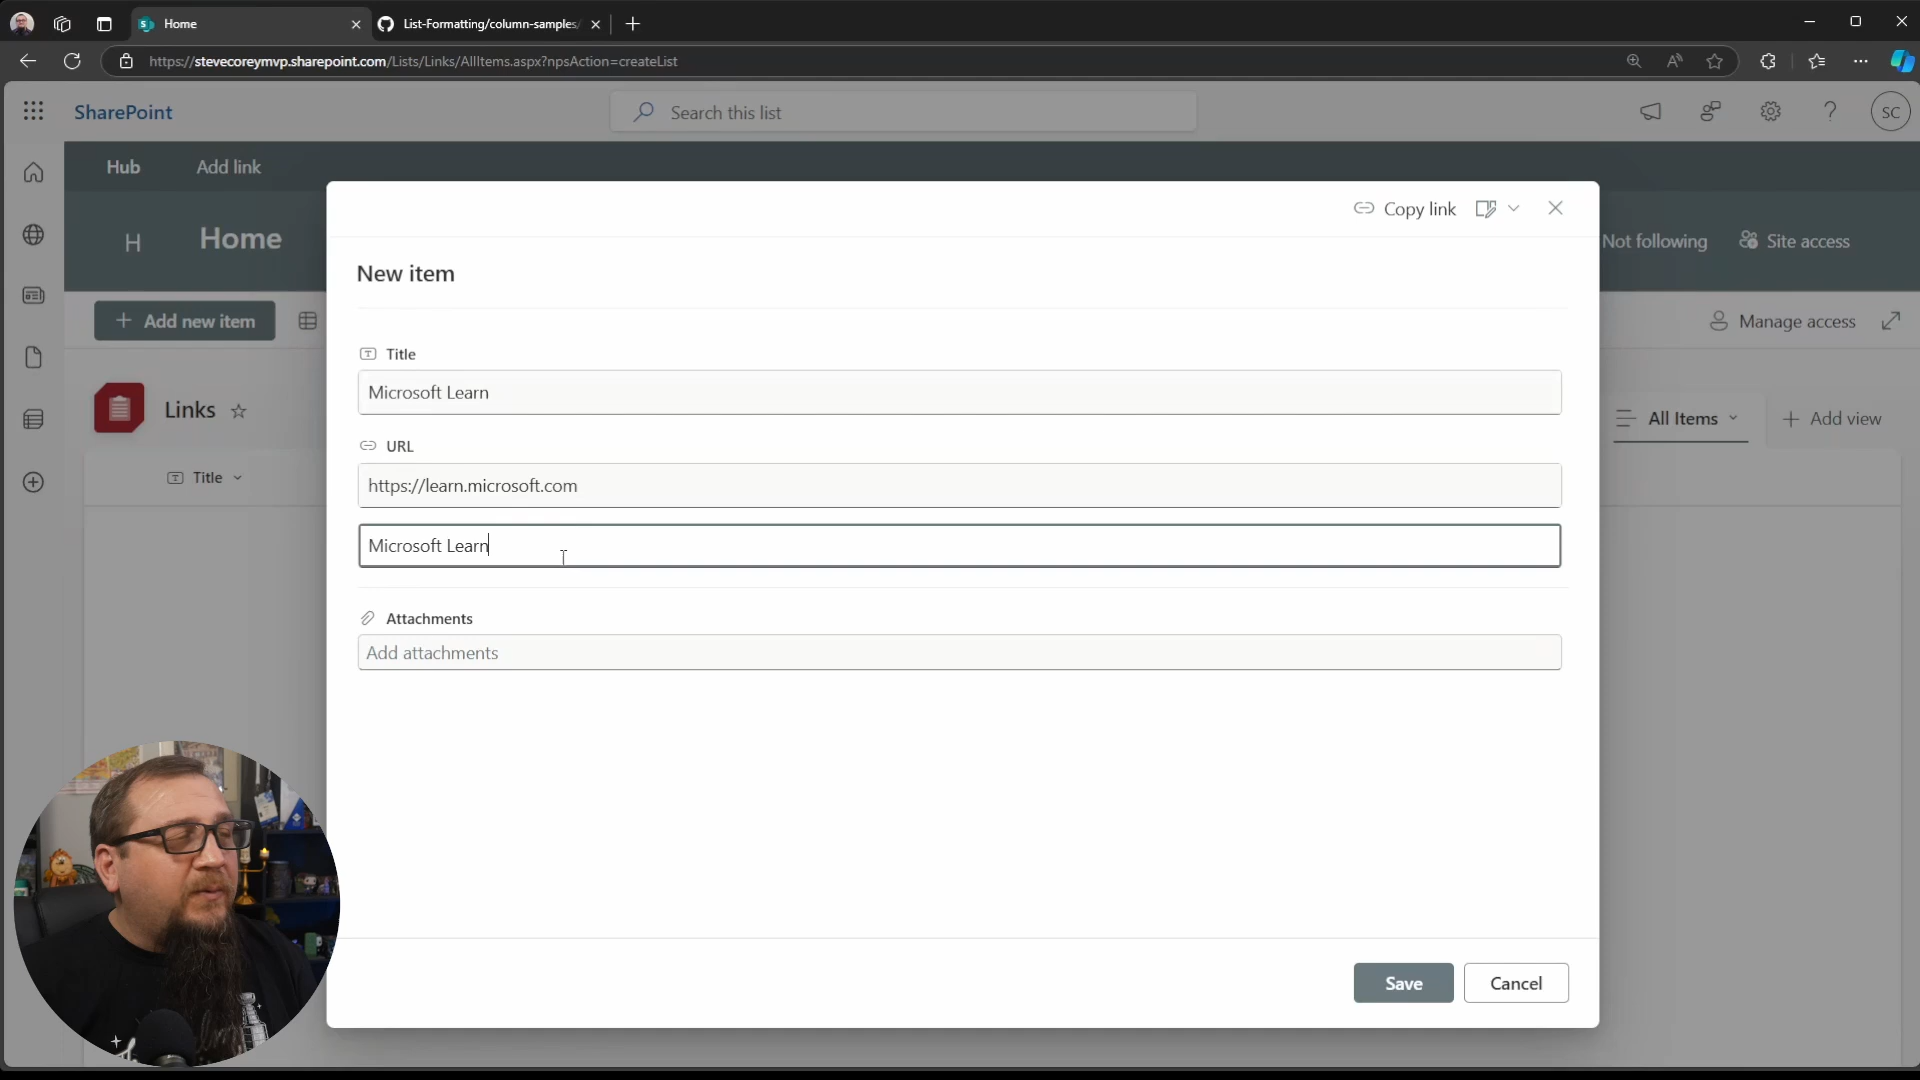 Home
List-Formatting/column-samples/
https://stevecoreymvp.sharepoint.com/Lists/Links/AllItems.aspx?npsAction=createList
SharePoint
Search this list
SC
Hub
Add link
H
Home
Not following
Site access
Add new item
Manage access
Links
All Items
Add view
Title
Copy link
New item
Title
Microsoft Learn
URL
https://learn.microsoft.com
Microsoft Learn
Attachments
Add attachments
Save
Cancel